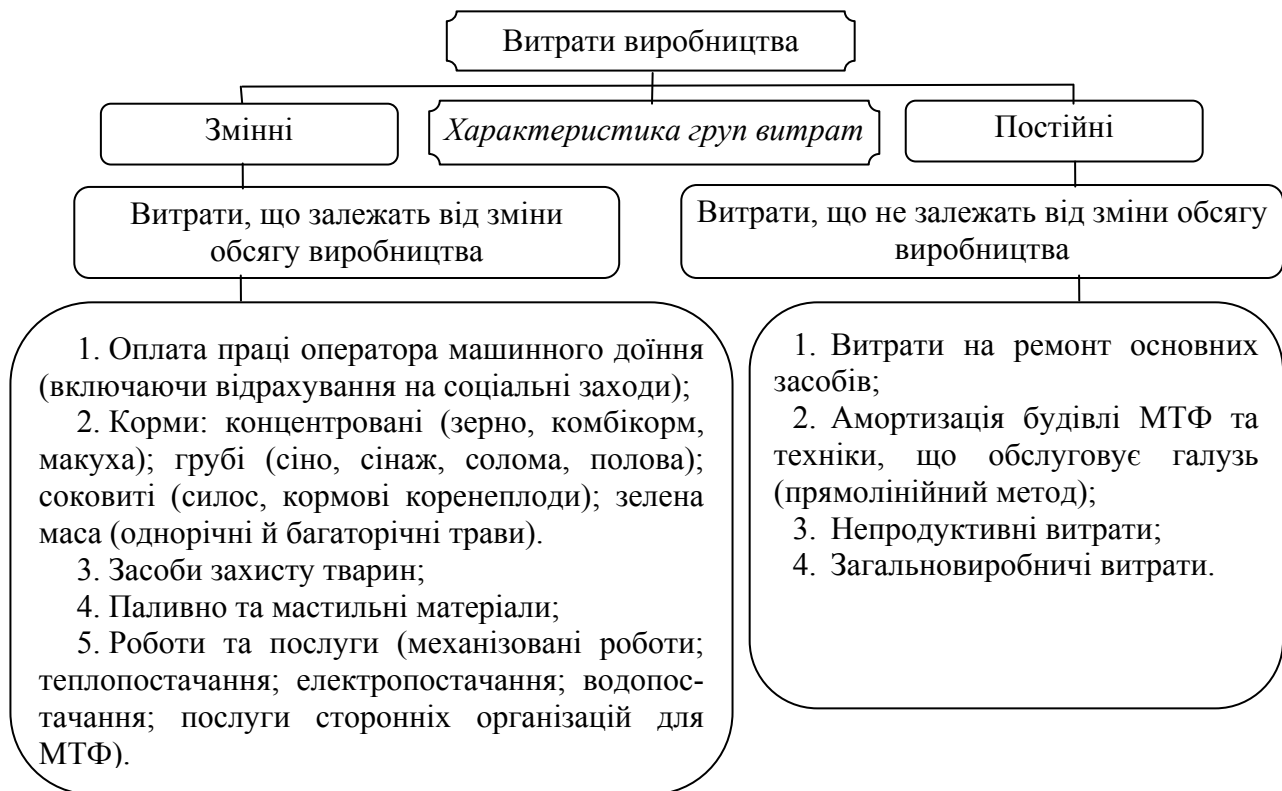 Витрати виробництва
Змінні
Характеристика груп витрат
Постійні
Витрати, що залежать від зміни
обсягу виробництва
Витрати, що не залежать від зміни обсягу
виробництва
1. Оплата праці оператора машинного доїння
(включаючи відрахування на соціальні заходи);
2. Корми: концентровані (зерно, комбікорм,
макуха); грубі (сіно, сінаж, солома, полова);
соковиті (силос, кормові коренеплоди); зелена
маса (однорічні й багаторічні трави).
3. Засоби захисту тварин;
4. Паливно та мастильні матеріали;
5. Роботи та послуги (механізовані роботи;
теплопостачання; електропостачання; водопос-
тачання; послуги сторонніх організацій для
МТФ).
1. Витрати на ремонт основних
засобів;
2. Амортизація будівлі МТФ та
техніки, що обслуговує галузь
(прямолінійний метод);
3. Непродуктивні витрати;
4. Загальновиробничі витрати.